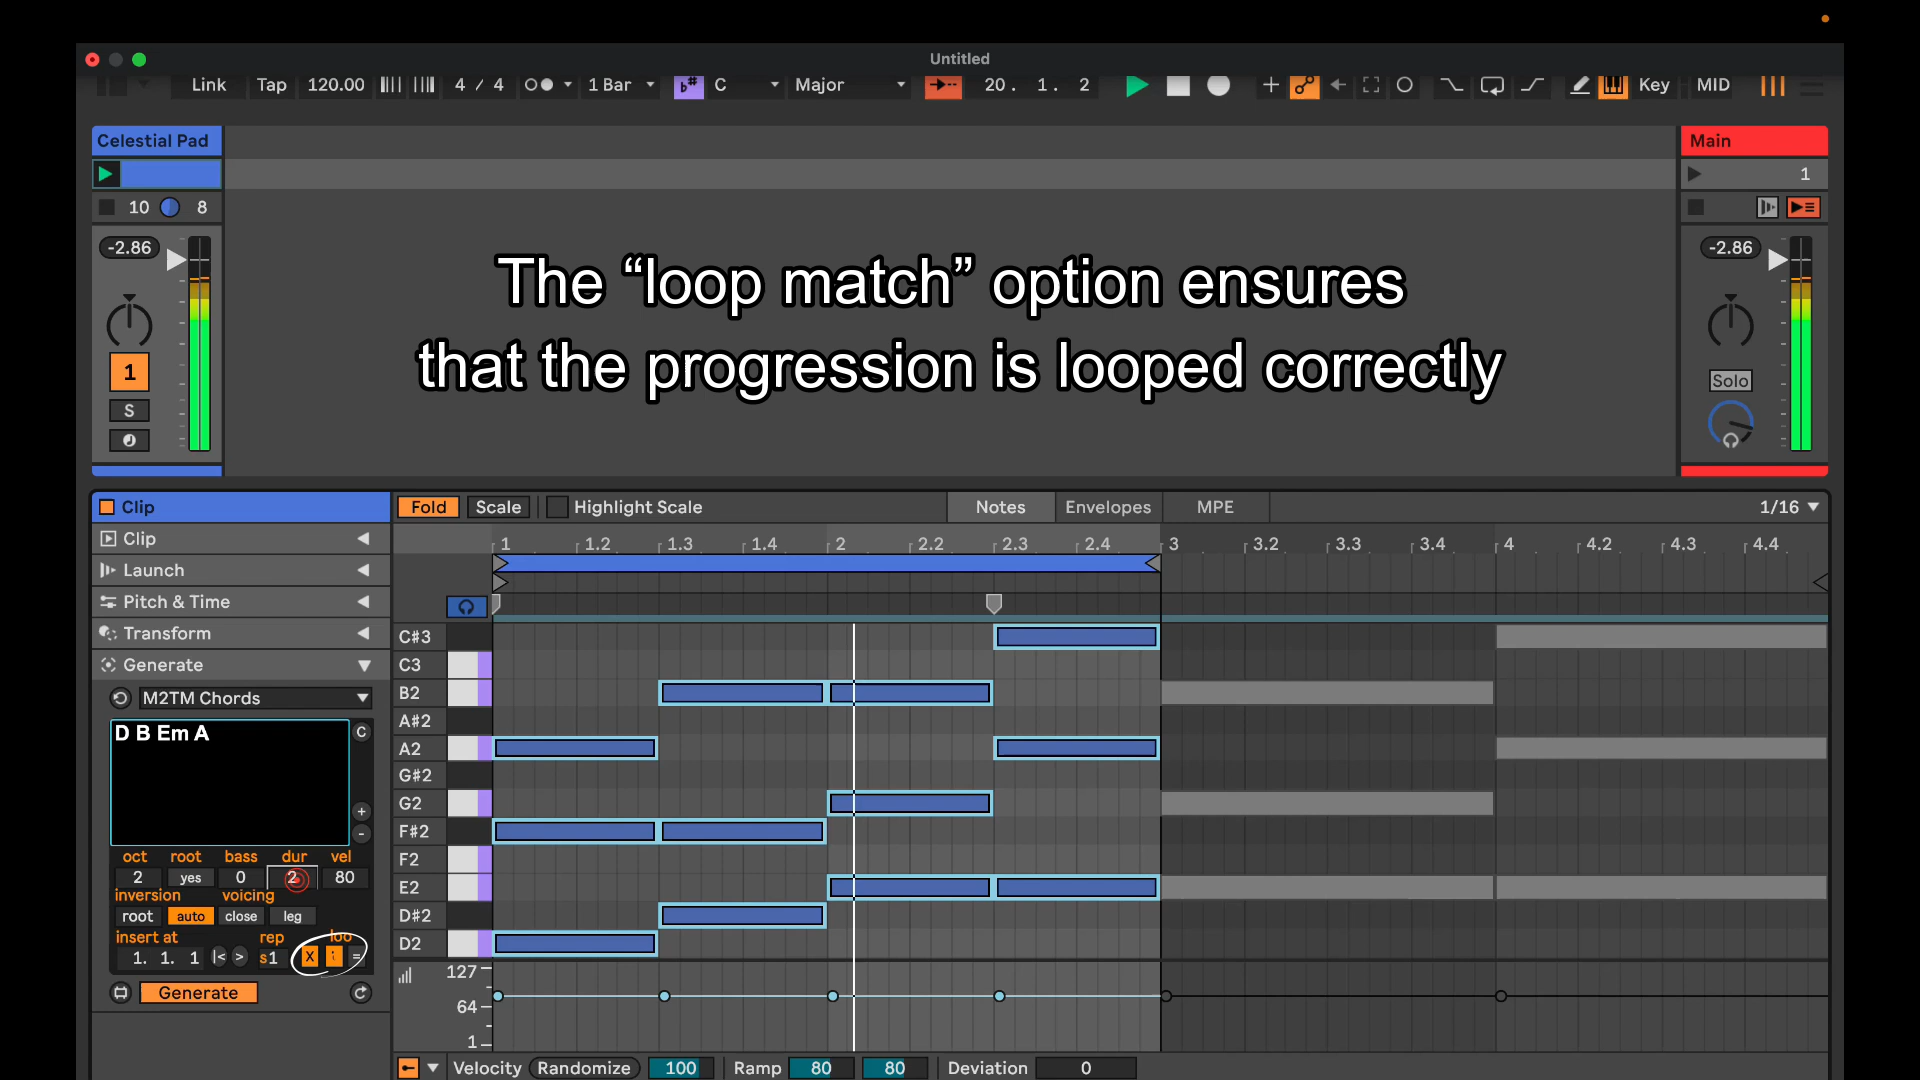 Untitled
Link Tap 120.00 4 / 4 1 Bar b# C Major 20. 1. 2 Key MID
Celestial Pad
Main
1
10 8
-2.86
-2.86
The “loop match” option ensures
that the progression is looped correctly
1
S
Solo
Clip
Fold Scale Highlight Scale Notes Envelopes MPE 1/16
Clip
Launch
Pitch & Time
Transform
Generate
1 1.2 1.3 1.4 2 2.2 2.3 2.4 3 3.2 3.3 3.4 4 4.2 4.3 4.4
M2TM Chords
D B Em A
C
+
-
oct root bass dur vel
2 yes 0 2 80
inversion voicing
root auto close leg
insert at rep loo
1. 1. 1 |< > s1 X =
Generate
C#3
C3
B2
A#2
A2
G#2
G2
F#2
F2
E2
D#2
D2
127
64
1
Velocity Randomize 100 Ramp 80 80 Deviation 0